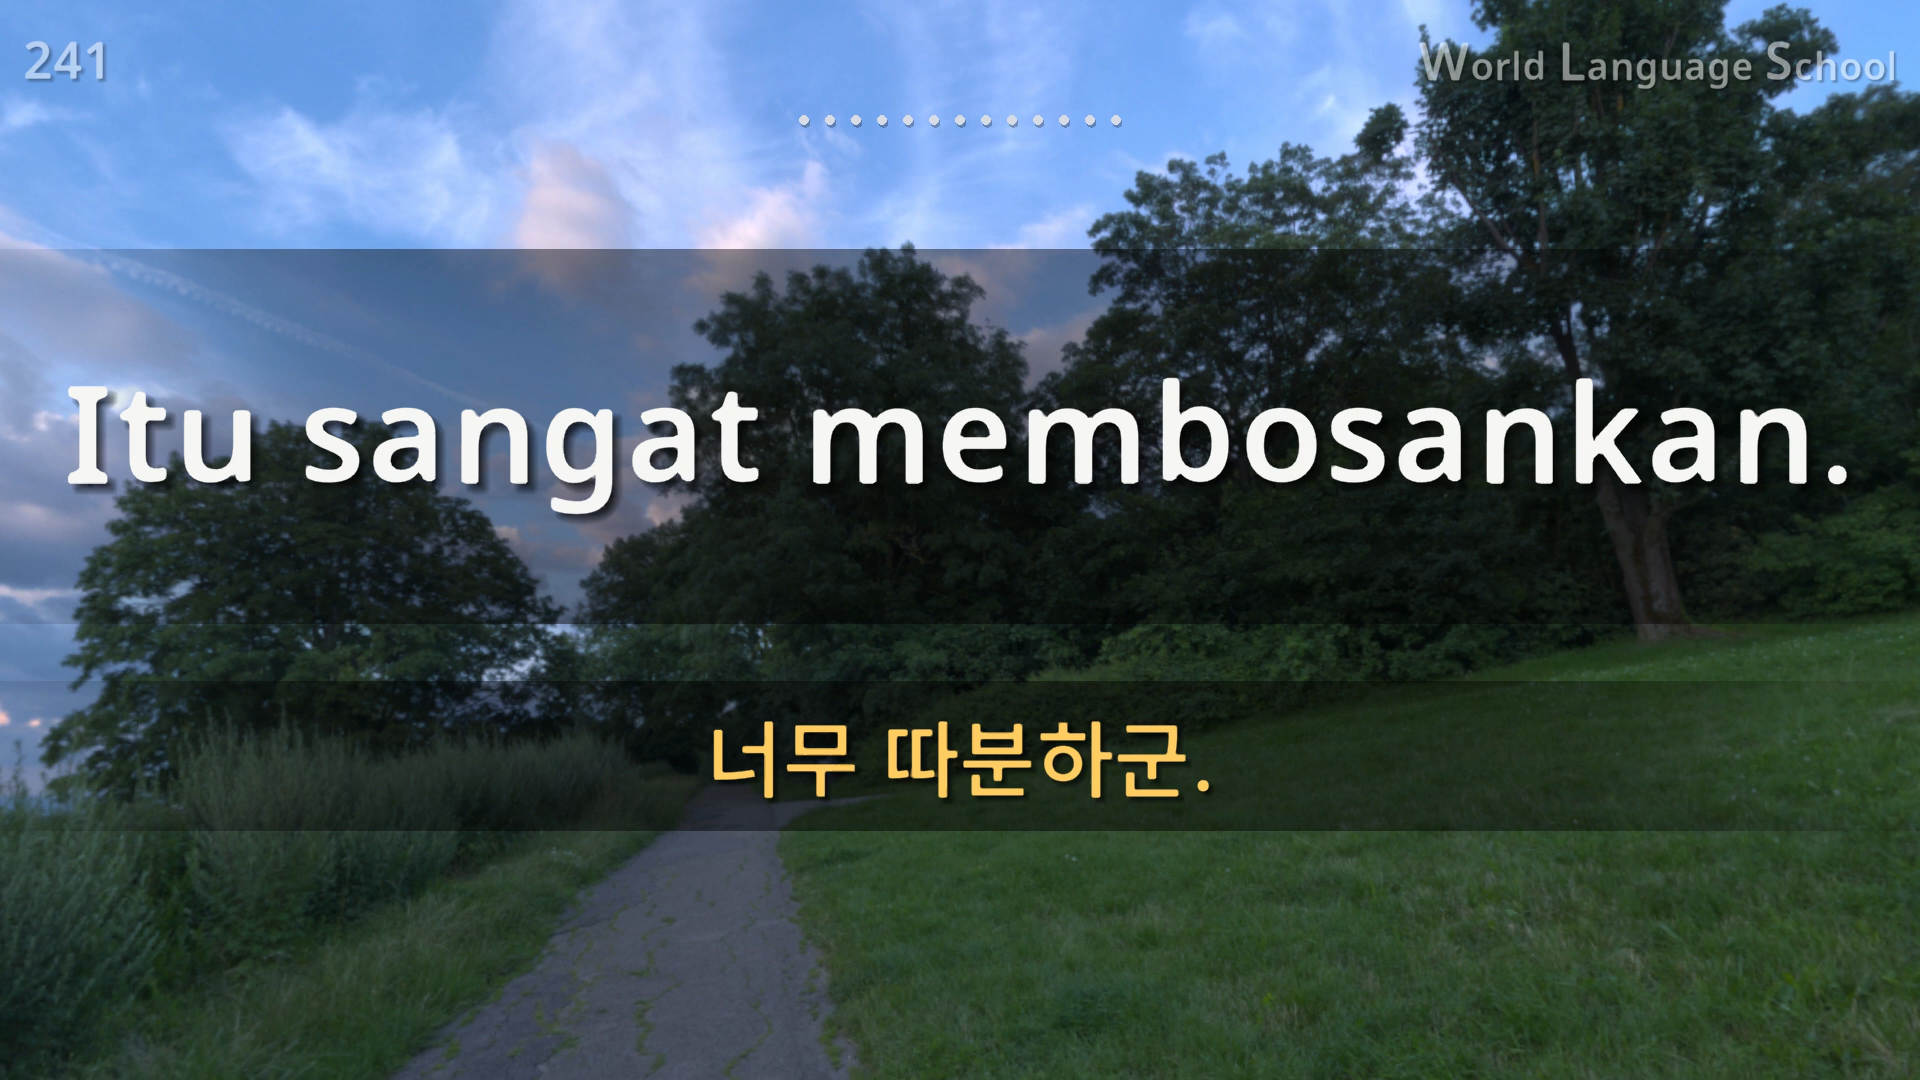 241
World Language School
Itu sangat membosankan.
너무 따분하군.